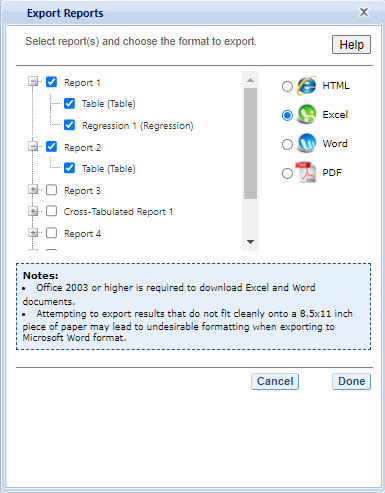 Export Reports
X
Select report(s) and choose the format to export.
Help
Report 1
Table (Table)
Regression 1 (Regression)
Report 2
Table (Table)
Report 3
Cross-Tabulated Report 1
Report 4
HTML
Excel
Word
PDF
Notes:
• Office 2003 or higher is required to download Excel and Word
documents.
• Attempting to export results that do not fit cleanly onto a 8.5x11 inch
piece of paper may lead to undesirable formatting when exporting to
Microsoft Word format.
Cancel
Done